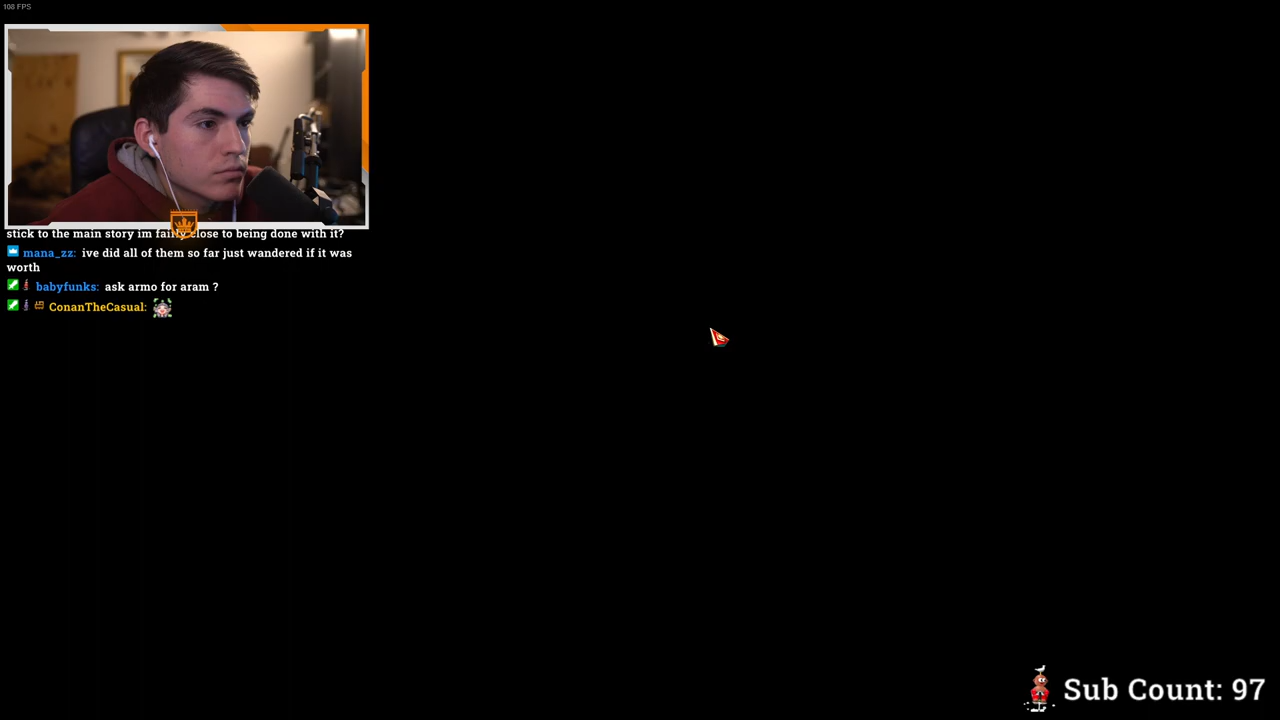 108 FPS
stick to the main story im fairly close to being done with it?
mana_zz: ive did all of them so far just wandered if it was
worth
babyfunks: ask armo for aram ?
ConanTheCasual:
Sub Count: 97